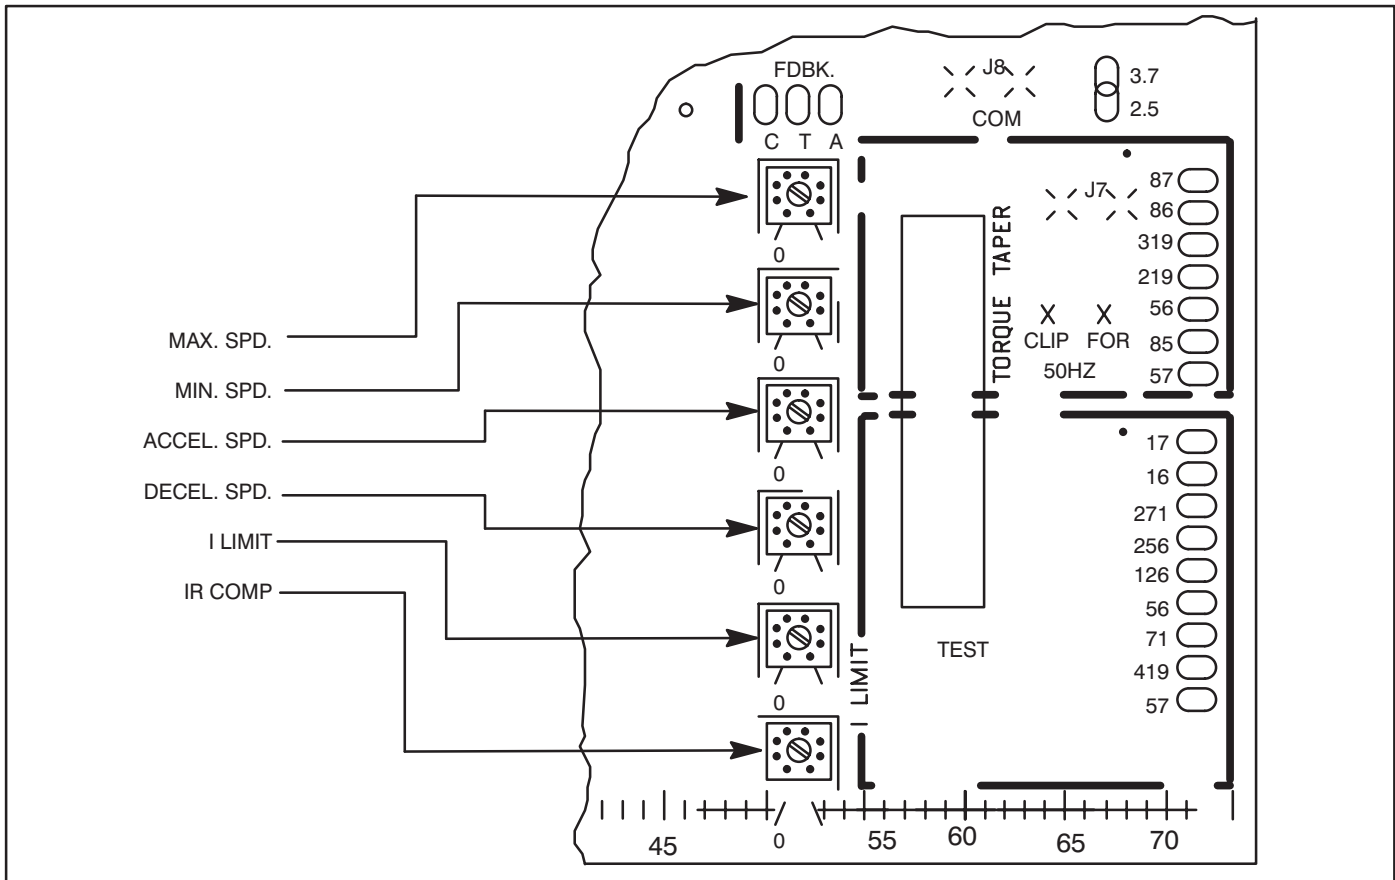 FDBK.
C T A
J8
COM
3.7
2.5
MAX. SPD.
MIN. SPD.
ACCEL. SPD.
DECEL. SPD.
I LIMIT
IR COMP
0
0
0
0
0
0
I LIMIT
TORQUE TAPER
J7
CLIP FOR
50HZ
TEST
87
86
319
219
56
85
57
17
16
271
256
126
56
71
419
57
45
55
60
65
70